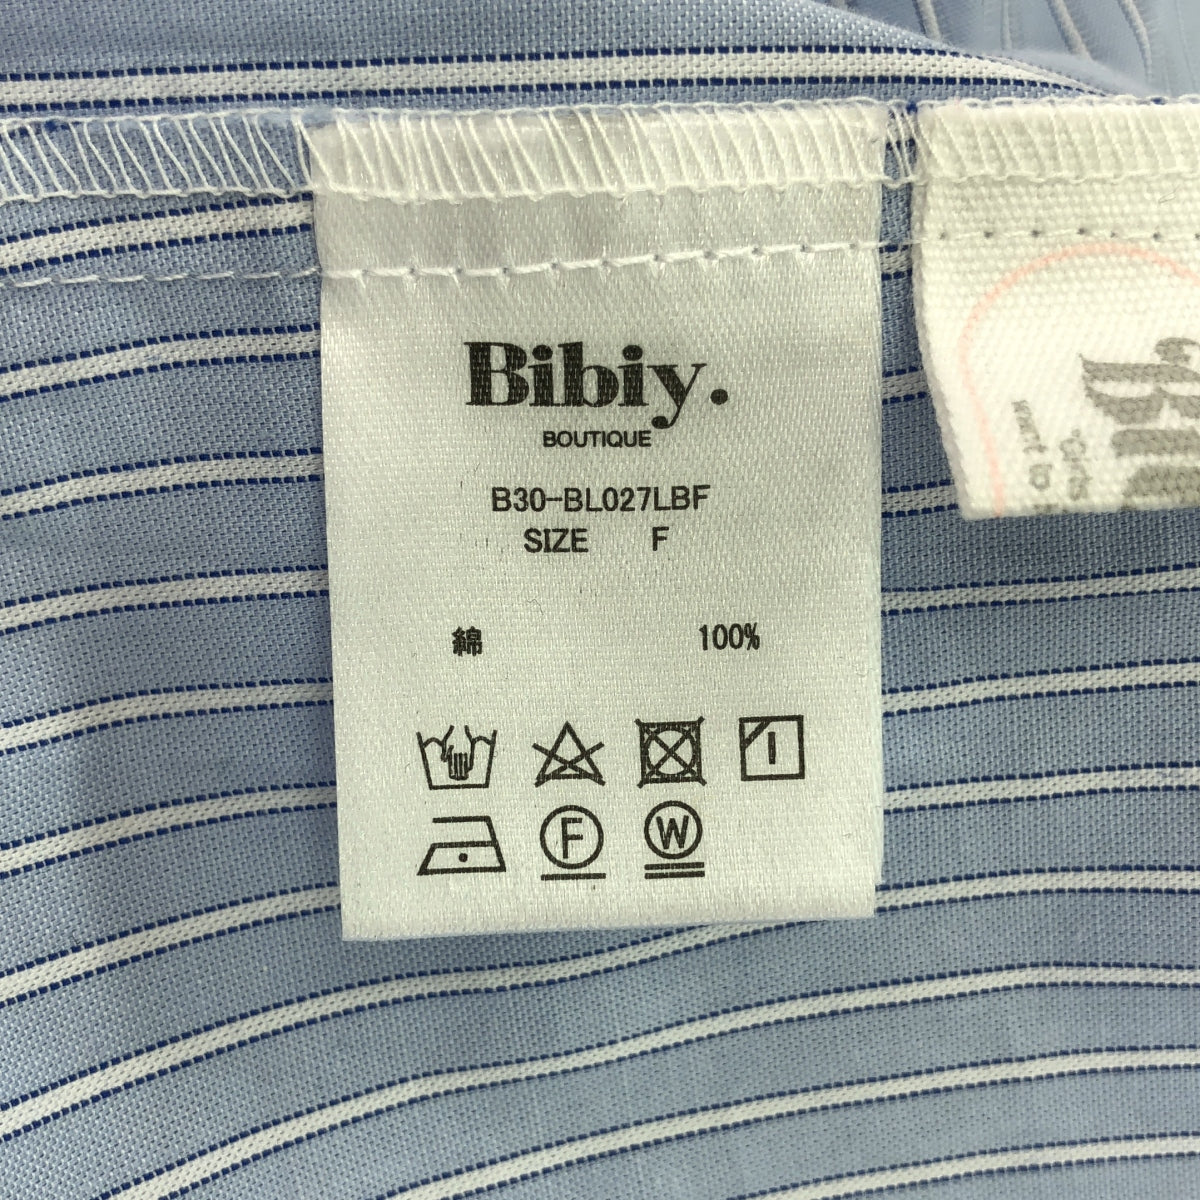 Bibiy.
BOUTIQUE
B30-BL027LBF
SIZE F
綿 100%
F W